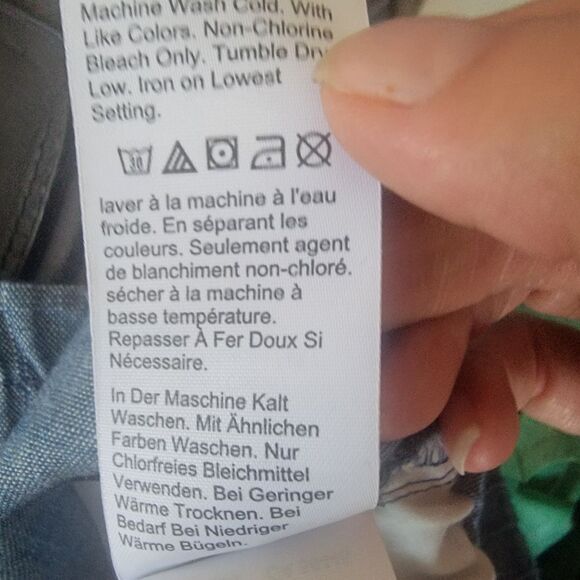 Machine Wash Cold, With
Like Colors. Non-Chlorine
Bleach Only. Tumble Dry
Low. Iron on Lowest
Setting.
30
laver à la machine à l'eau
froide. En séparant les
couleurs. Seulement agent
de blanchiment non-chloré.
sécher à la machine à
basse température.
Repasser À Fer Doux Si
Nécessaire.
In Der Maschine Kalt
Waschen. Mit Ähnlichen
Farben Waschen. Nur
Chlorfreies Bleichmittel
Verwenden. Bei Geringer
Wärme Trocknen. Bei
Bedarf Bei Niedriger
Wärme Bügeln.